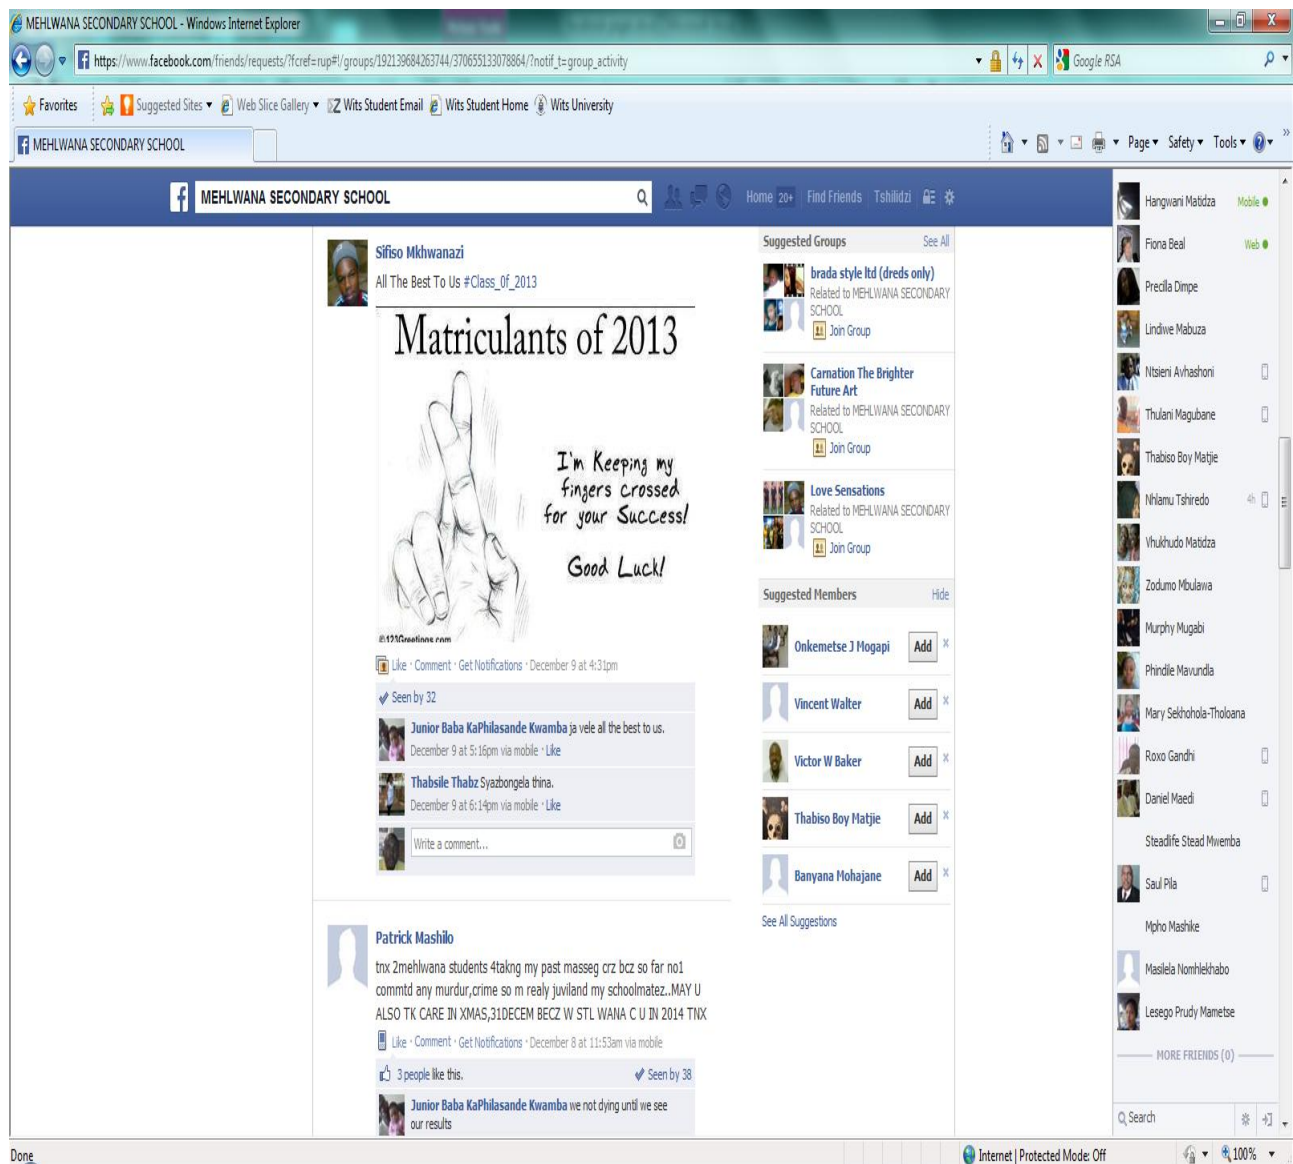 MEHLWANA SECONDARY SCHOOL - Windows Internet Explorer
https://www.facebook.com/friends/requests/?fcref=rup#!/groups/192139684263744/370655133078864/?notif_t=group_activity
Google RSA
Favorites Suggested Sites Web Slice Gallery Wits Student Email Wits Student Home Wits University
MEHLWANA SECONDARY SCHOOL
Page Safety Tools
MEHLWANA SECONDARY SCHOOL
Home 20+ Find Friends Tshilidzi
Sifiso Mkhwanazi
All The Best To Us #Class_0f_2013
Matriculants of 2013
I'm Keeping my
fingers crossed
for your Success!
Good Luck!
©123Greetings.com
Like · Comment · Get Notifications · December 9 at 4:31pm
Seen by 32
Junior Baba KaPhilasande Kwamba ja vele all the best to us.
December 9 at 5:16pm via mobile · Like
Thabsile Thabz Syazbongela thina.
December 9 at 6:14pm via mobile · Like
Write a comment...
Patrick Mashilo
tnx 2mehlwana students 4takng my past masseg crz bcz so far no1
commtd any murdur,crime so m realy juviland my schoolmatez..MAY U
ALSO TK CARE IN XMAS,31DECEM BECZ W STL WANA C U IN 2014 TNX
Like · Comment · Get Notifications · December 8 at 11:53am via mobile
3 people like this. Seen by 38
Junior Baba KaPhilasande Kwamba we not dying until we see
our results
Suggested Groups See All
brada style ltd (dreds only)
Related to MEHLWANA SECONDARY
SCHOOL
Join Group
Carnation The Brighter
Future Art
Related to MEHLWANA SECONDARY
SCHOOL
Join Group
Love Sensations
Related to MEHLWANA SECONDARY
SCHOOL
Join Group
Suggested Members Hide
Onkemetse J Mogapi Add x
Vincent Walter Add x
Victor W Baker Add x
Thabiso Boy Matjie Add x
Banyana Mohajane Add x
See All Suggestions
Hangwani Matidza Mobile
Fiona Beal Web
Precilla Dimpe
Lindiwe Mabuza
Ntsieni Avhashoni
Thulani Magubane
Thabiso Boy Matjie
Nhlamu Tshiredo 4h
Vhukhudo Matidza
Zodumo Mbulawa
Murphy Mugabi
Phindile Mavundla
Mary Sekhohola-Tholoana
Roxo Gandhi
Daniel Maedi
Steadlife Stead Mwemba
Saul Pila
Mpho Mashike
Masilela Nomhlekhabo
Lesego Prudy Mametse
MORE FRIENDS (0)
Search
Done
Internet | Protected Mode: Off
100%